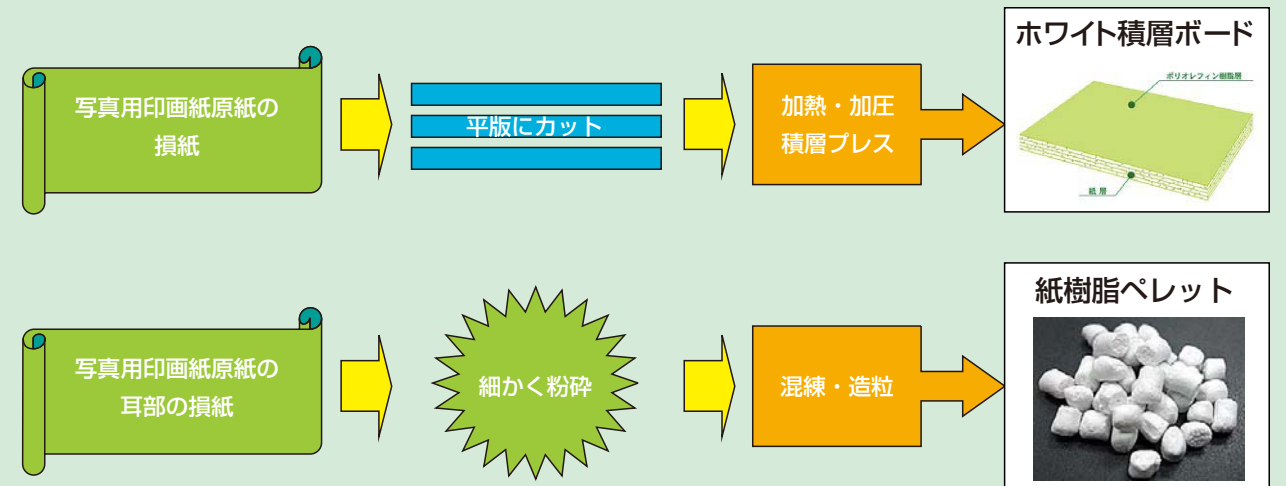 写真用印画紙原紙の
損紙
平版にカット
加熱・加圧
積層プレス
ホワイト積層ボード
ポリオレフィン樹脂層
紙層
写真用印画紙原紙の
耳部の損紙
細かく粉砕
混練・造粒
紙樹脂ペレット